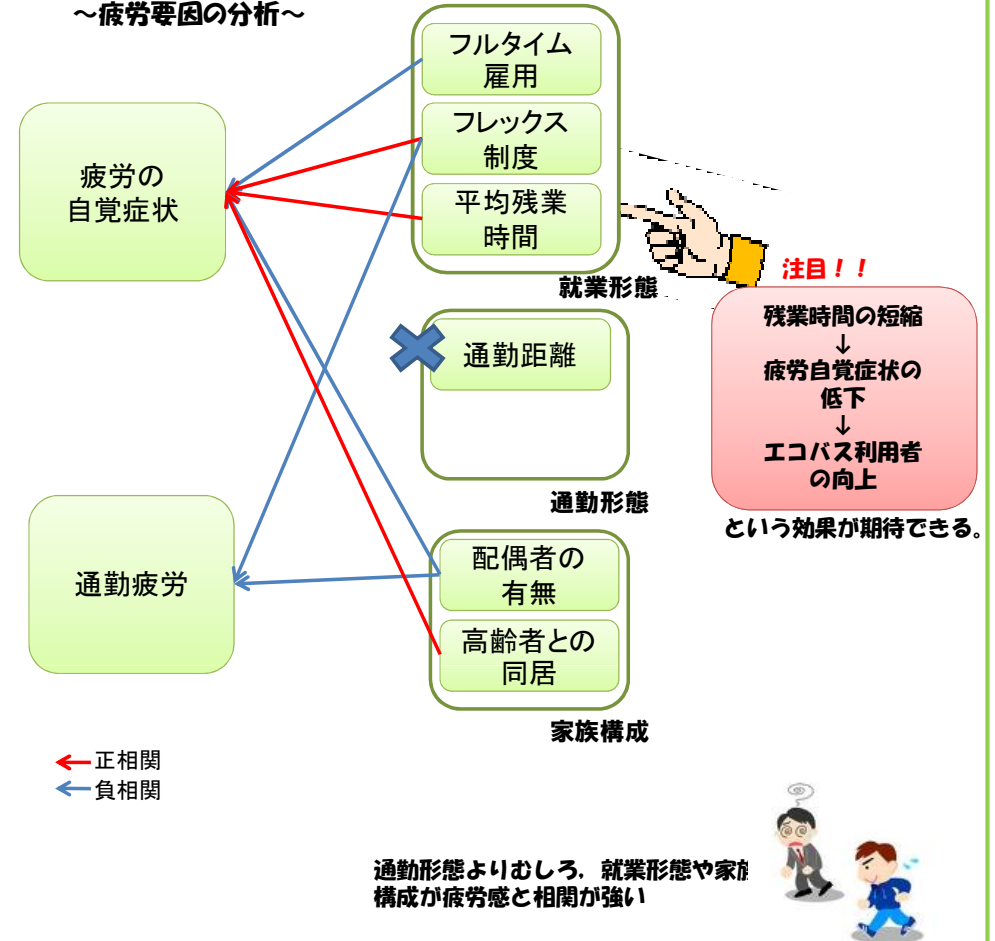 ～疲労要因の分析～
フルタイム
雇用
フレックス
制度
平均残業
時間
就業形態
疲労の
自覚症状
注目！！
残業時間の短縮
↓
疲労自覚症状の
低下
↓
エコバス利用者
の向上
という効果が期待できる。
通勤距離
通勤形態
通勤疲労
配偶者の
有無
高齢者との
同居
家族構成
正相関
負相関
通勤形態よりむしろ，就業形態や家族
構成が疲労感と相関が強い